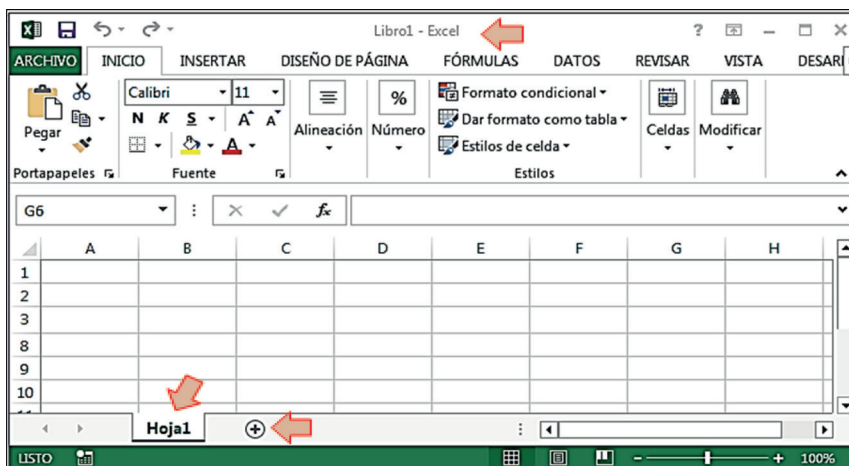 Libro1 - Excel ?
ARCHIVO INICIO INSERTAR DISEÑO DE PÁGINA FÓRMULAS DATOS REVISAR VISTA DESARI
Calibri 11 % Formato condicional
N K S A A Dar formato como tabla
Pegar Alineación Número Estilos de celda Celdas Modificar
Portapapeles Fuente Estilos
G6 fx
A B C D E F G H
1
2
3
8
9
10
Hoja1
LISTO 100%